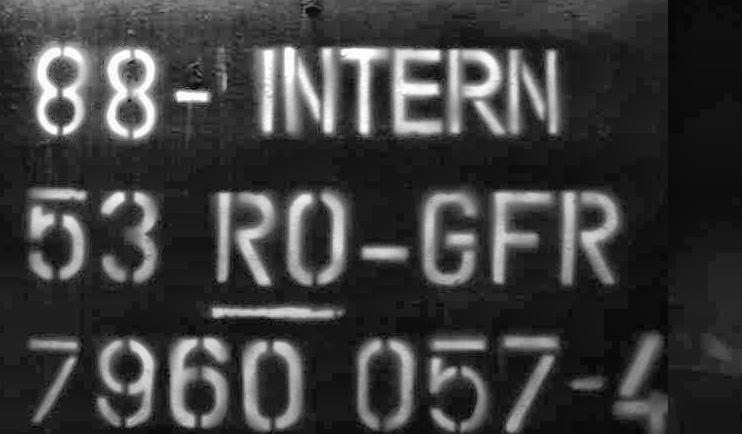 88- INTERN
53 RO-GFR
7960 057-4